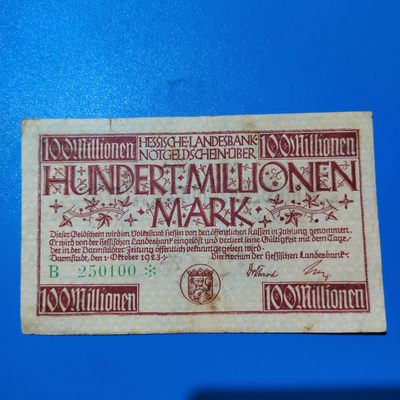 100 Millionen HESSISCHE LANDESBANK 100 Millionen
NOTGELDSCHEIN ÜBER
HUNDERT MILLIONEN
MARK
Dieser Geldschein wird im Volksstaat Hessen von den öffentlichen Kassen in Zahlung genommen.
Er wird von der Hessischen Landesbank eingelöst und verliert seine Gültigkeit mit dem Tage,
der in der Darmstädter Zeitung öffentlich bekanntgegeben wird.
Darmstadt, den 1. Oktober 1923. Direktorium der Hessischen Landesbank:
B 250100 *
100 Millionen 100 Millionen